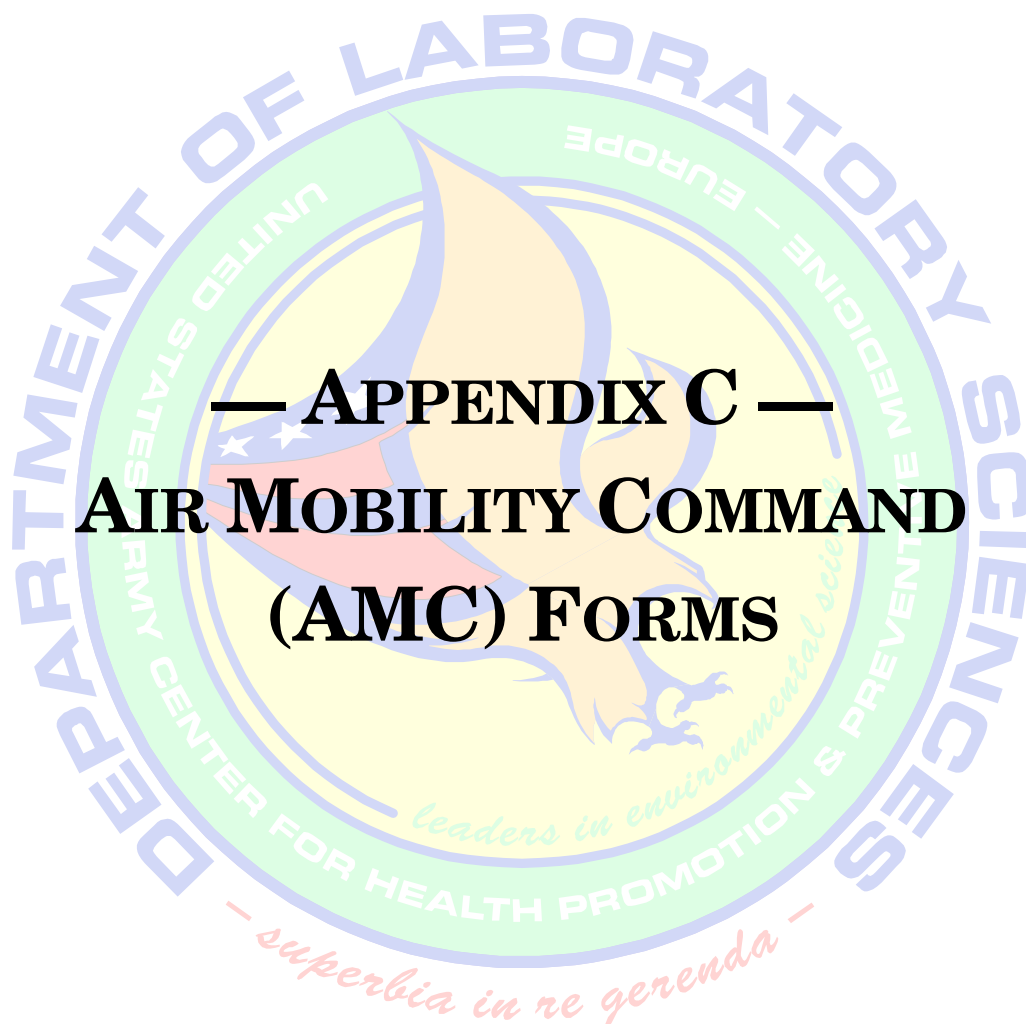 DEPARTMENT OF LABORATORY SCIENCES
UNITED STATES ARMY CENTER FOR HEALTH PROMOTION & PREVENTIVE MEDICINE – EUROPE
— APPENDIX C —
AIR MOBILITY COMMAND
(AMC) FORMS
leaders in environmental science
– superbia in re gerenda –